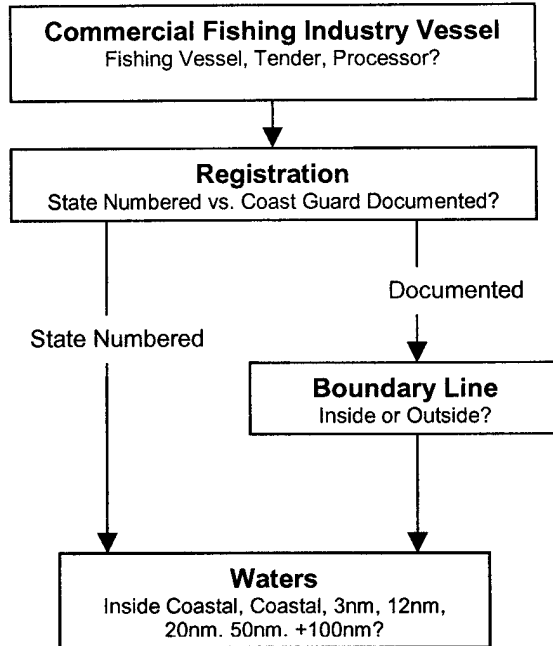 Commercial Fishing Industry Vessel
Fishing Vessel, Tender, Processor?
Registration
State Numbered vs. Coast Guard Documented?
Documented
State Numbered
Boundary Line
Inside or Outside?
Waters
Inside Coastal, Coastal, 3nm, 12nm,
20nm. 50nm. +100nm?